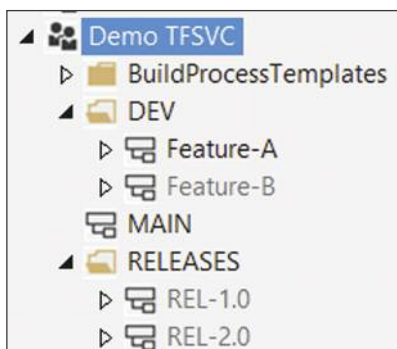 Demo TFSVC
BuildProcessTemplates
DEV
Feature-A
Feature-B
MAIN
RELEASES
REL-1.0
REL-2.0